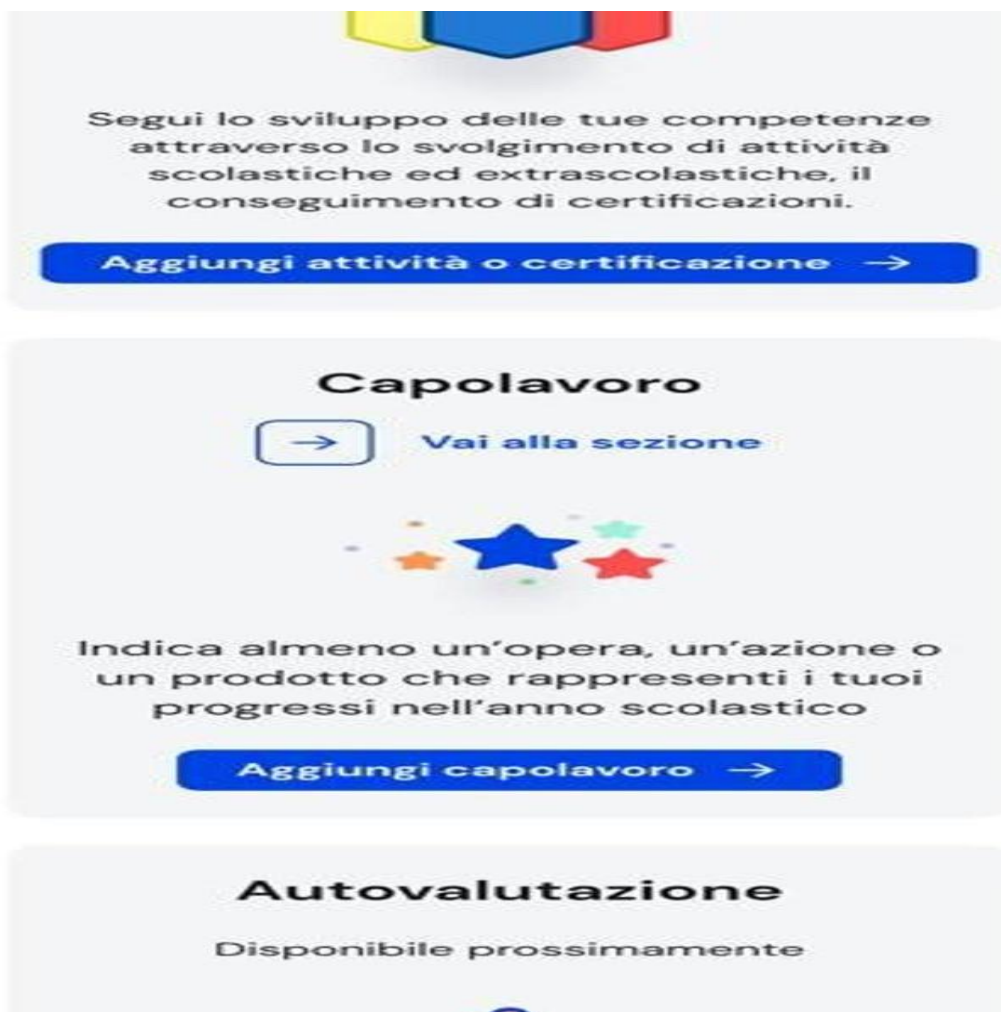 Segui lo sviluppo delle tue competenze
attraverso lo svolgimento di attività
scolastiche ed extrascolastiche, il
conseguimento di certificazioni.
Aggiungi attività o certificazione →
Capolavoro
→ Vai alla sezione
Indica almeno un’opera, un’azione o
un prodotto che rappresenti i tuoi
progressi nell’anno scolastico
Aggiungi capolavoro →
Autovalutazione
Disponibile prossimamente